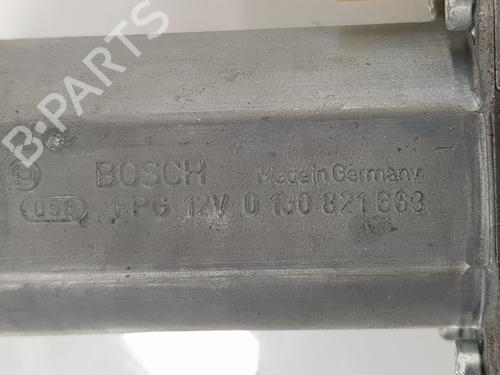 B-PARTS
BOSCH Made in Germany
FPG 12V 0 130 821 663